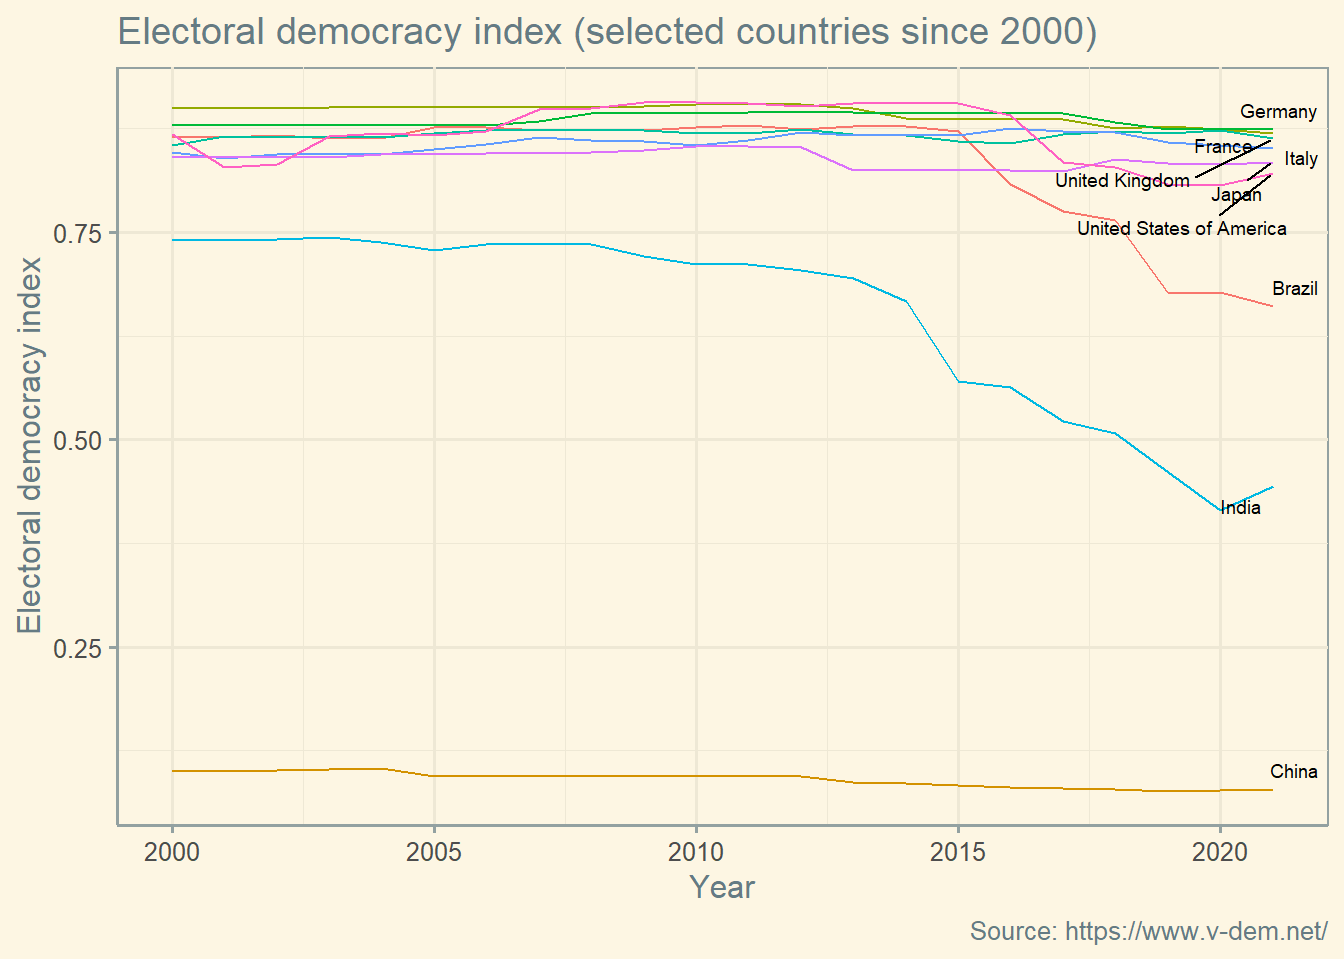 Electoral democracy index (selected countries since 2000)
Electoral democracy index
0.75
0.50
0.25
Germany
France
Italy
United Kingdom
Japan
United States of America
Brazil
India
China
2000 2005 2010 2015 2020
Year
Source: https://www.v-dem.net/